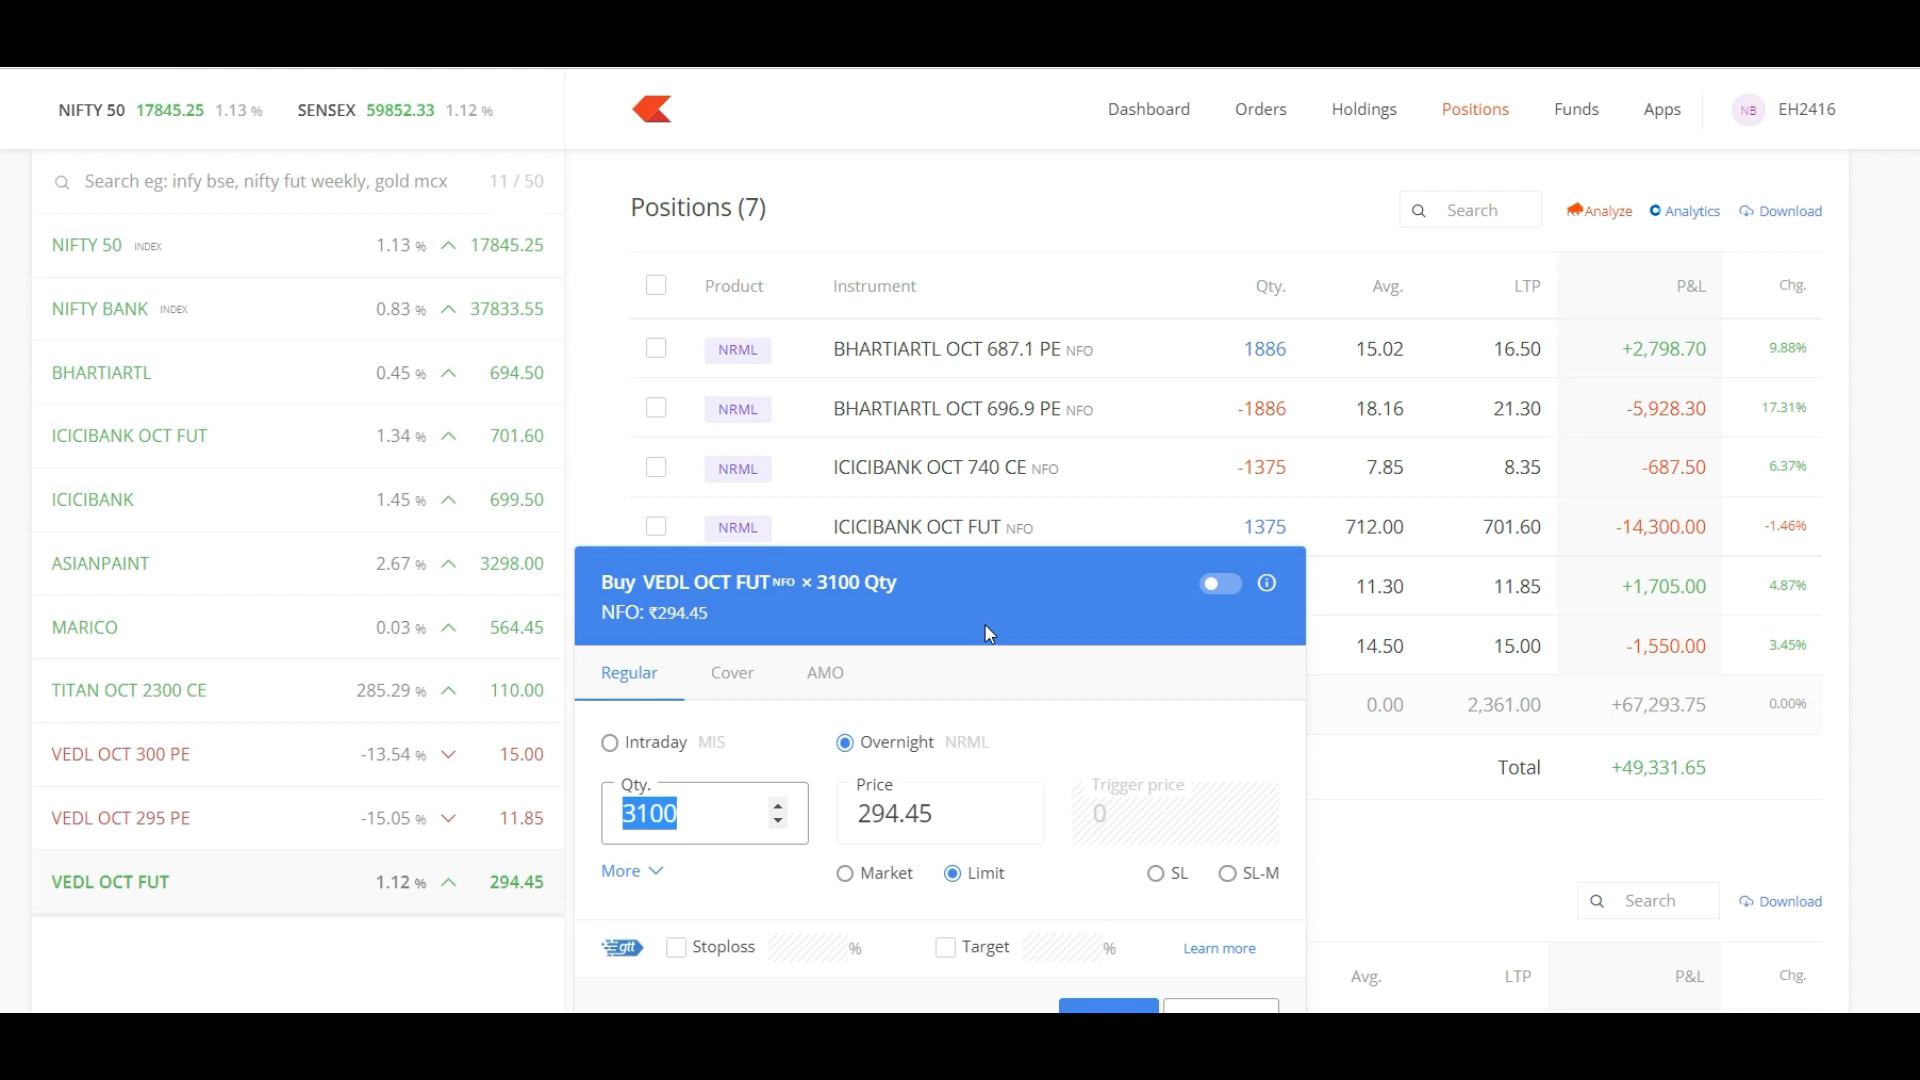 NIFTY 50 17845.25 1.13 % SENSEX 59852.33 1.12 %
Dashboard Orders Holdings Positions Funds Apps NB EH2416
Search eg: infy bse, nifty fut weekly, gold mcx 11 / 50
NIFTY 50 INDEX 1.13 % 17845.25
NIFTY BANK INDEX 0.83 % 37833.55
BHARTIARTL 0.45 % 694.50
ICICIBANK OCT FUT 1.34 % 701.60
ICICIBANK 1.45 % 699.50
ASIANPAINT 2.67 % 3298.00
MARICO 0.03 % 564.45
TITAN OCT 2300 CE 285.29 % 110.00
VEDL OCT 300 PE -13.54 % 15.00
VEDL OCT 295 PE -15.05 % 11.85
VEDL OCT FUT 1.12 % 294.45
Positions (7) Search Analyze Analytics Download
Product Instrument Qty. Avg. LTP P&L Chg.
NRML BHARTIARTL OCT 687.1 PE NFO 1886 15.02 16.50 +2,798.70 9.88%
NRML BHARTIARTL OCT 696.9 PE NFO -1886 18.16 21.30 -5,928.30 17.31%
NRML ICICIBANK OCT 740 CE NFO -1375 7.85 8.35 -687.50 6.37%
NRML ICICIBANK OCT FUT NFO 1375 712.00 701.60 -14,300.00 -1.46%
11.30 11.85 +1,705.00 4.87%
14.50 15.00 -1,550.00 3.45%
0.00 2,361.00 +67,293.75 0.00%
Total +49,331.65
Buy VEDL OCT FUT NFO × 3100 Qty
NFO: ₹294.45
Regular Cover AMO
Intraday MIS Overnight NRML
Qty. Price Trigger price
3100 294.45 0
More Market Limit SL SL-M
gtt Stoploss % Target % Learn more
Search Download
Avg. LTP P&L Chg.